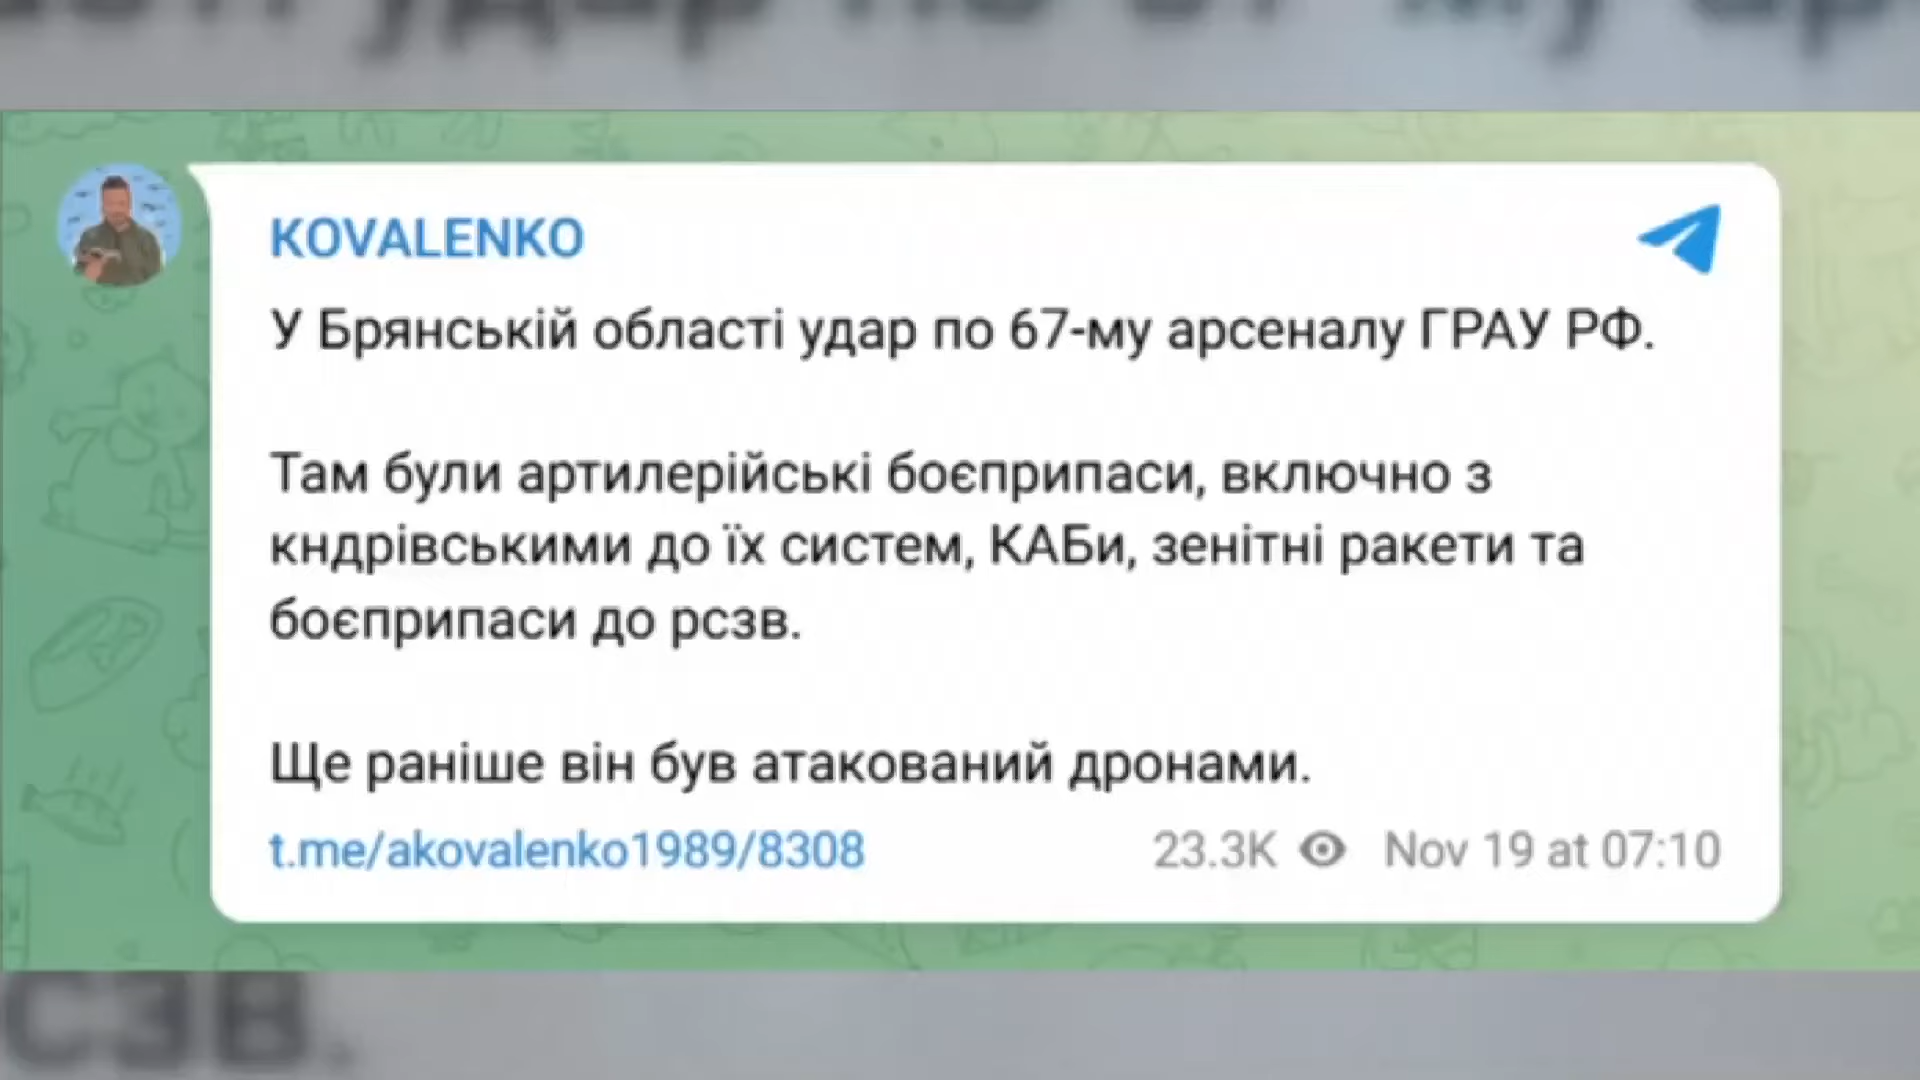 KOVALENKO
У Брянській області удар по 67-му арсеналу ГРАУ РФ.
Там були артилерійські боєприпаси, включно з
кндрівськими до їх систем, КАБи, зенітні ракети та
боєприпаси до рсзв.
Ще раніше він був атакований дронами.
t.me/akovalenko1989/8308 23.3K Nov 19 at 07:10